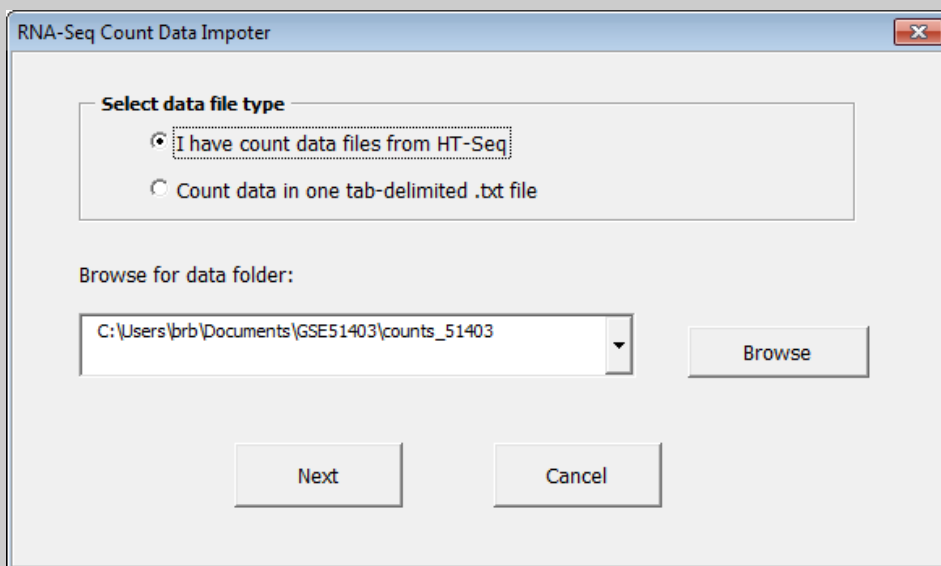 RNA-Seq Count Data Impoter
Select data file type
I have count data files from HT-Seq
Count data in one tab-delimited .txt file
Browse for data folder:
C:\Users\brb\Documents\GSE51403\counts_51403
Browse
Next
Cancel